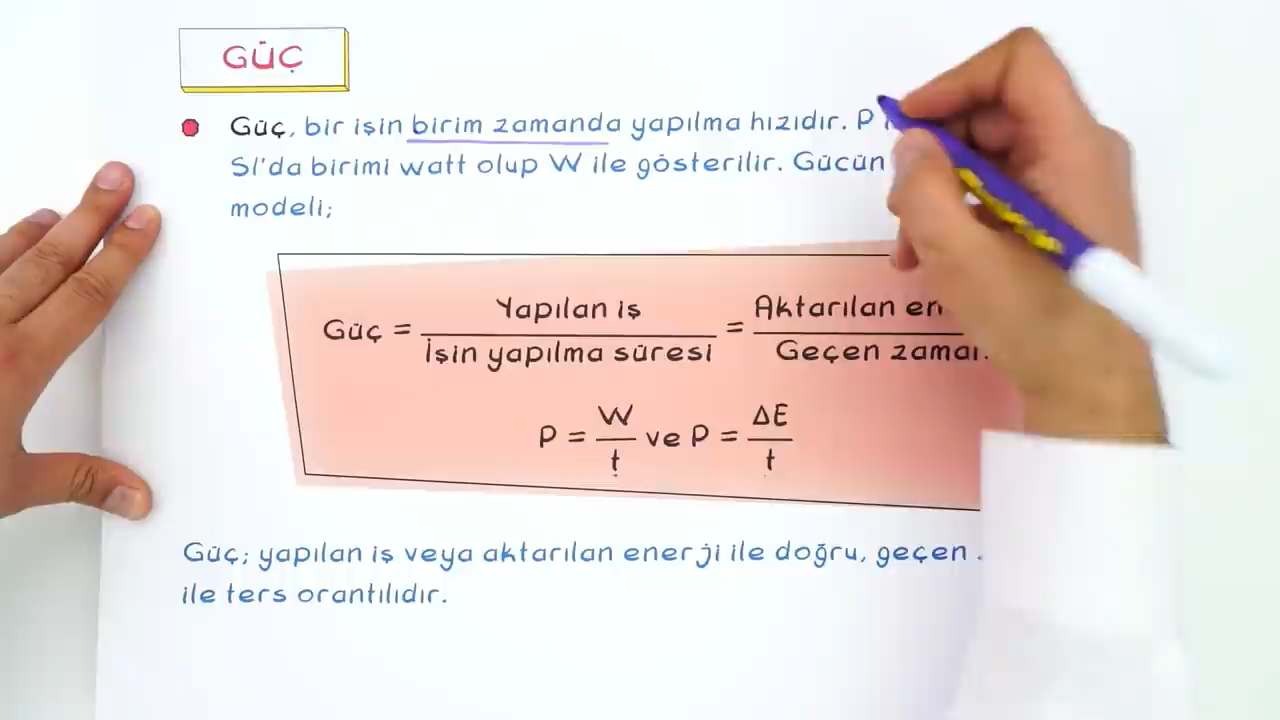 GÜÇ
Güç, bir işin birim zamanda yapılma hızıdır. P
SI'da birimi watt olup W ile gösterilir. Gücün
modeli;
Güç = Yapılan iş / İşin yapılma süresi = Aktarılan / Geçen
P = W / t ve P = ΔE / t
Güç; yapılan iş veya aktarılan enerji ile doğru, geçen
ile ters orantılıdır.